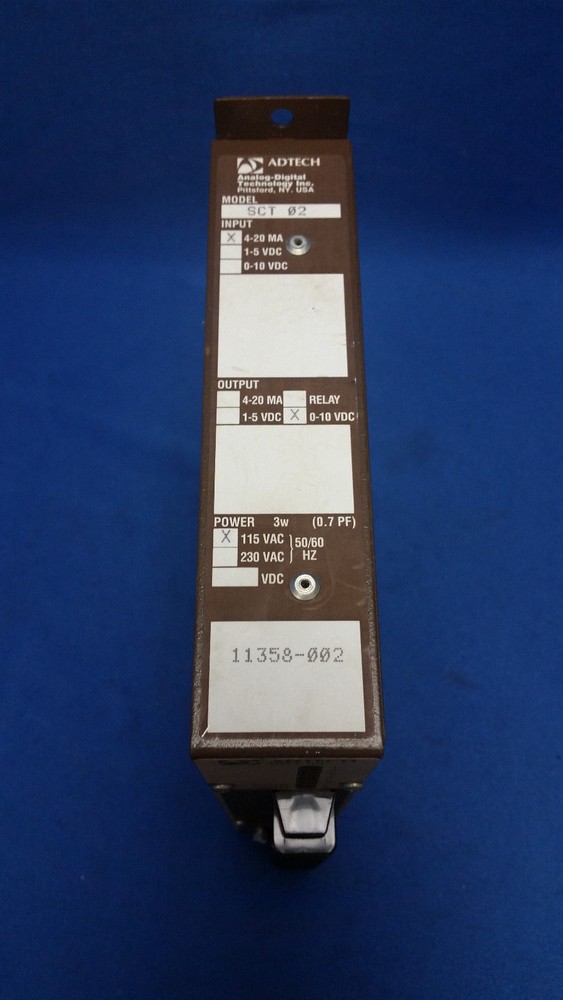 ADTECH
Analog-Digital
Technology Inc.
Pittsford, NY. USA
MODEL
SCT Ø2
INPUT
X 4-20 MA
1-5 VDC
0-10 VDC
OUTPUT
4-20 MA RELAY
1-5 VDC X 0-10 VDC
POWER 3w (0.7 PF)
X 115 VAC } 50/60
230 VAC HZ
VDC
11358-ØØ2